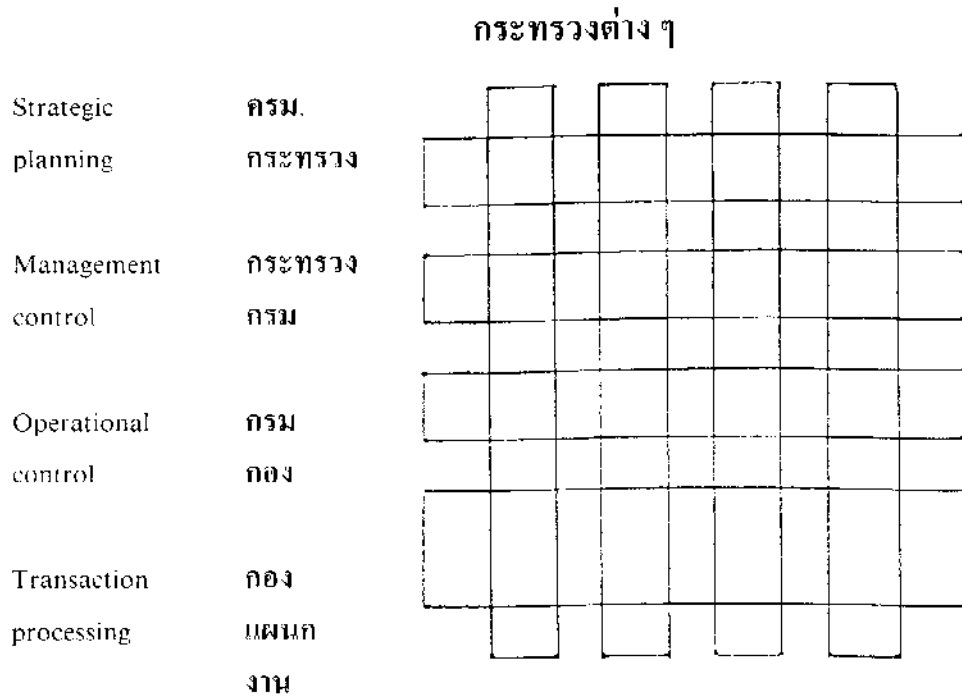 กระทรวงต่าง ๆ
Strategic ครม.
planning กระทรวง
Management กระทรวง
control กรม
Operational กรม
control กอง
Transaction กอง
processing แผนก
งาน